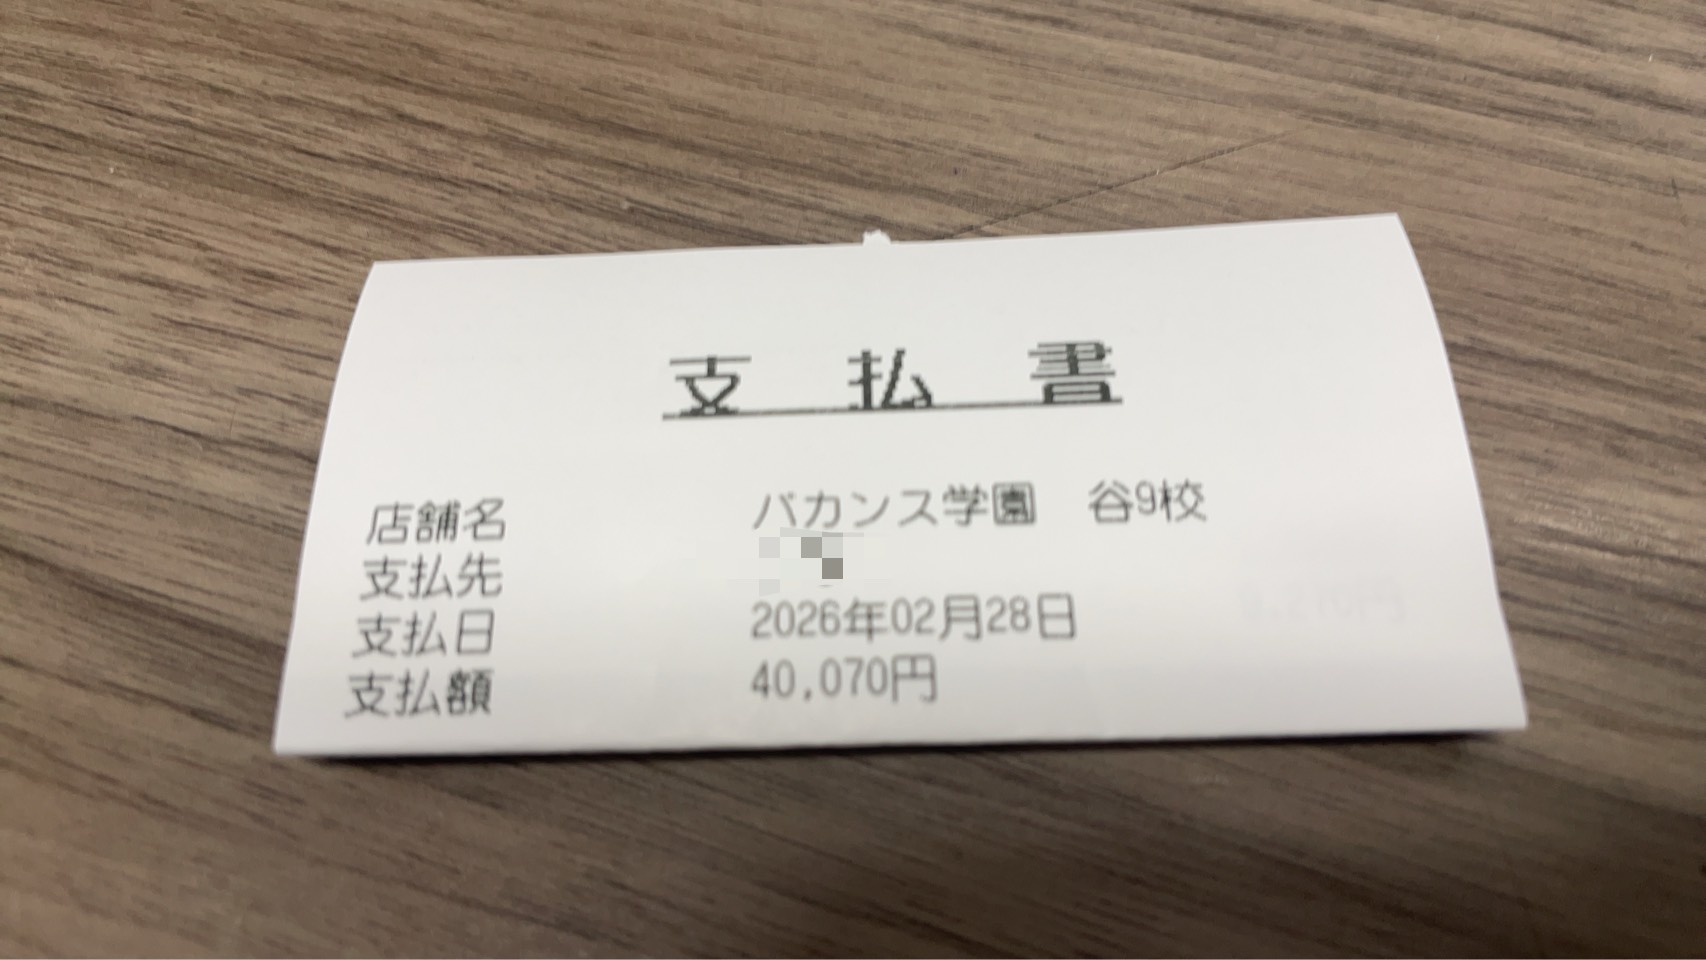 支払書
店舗名　バカンス学園　谷9校
支払先
支払日　2026年02月28日
支払額　40,070円